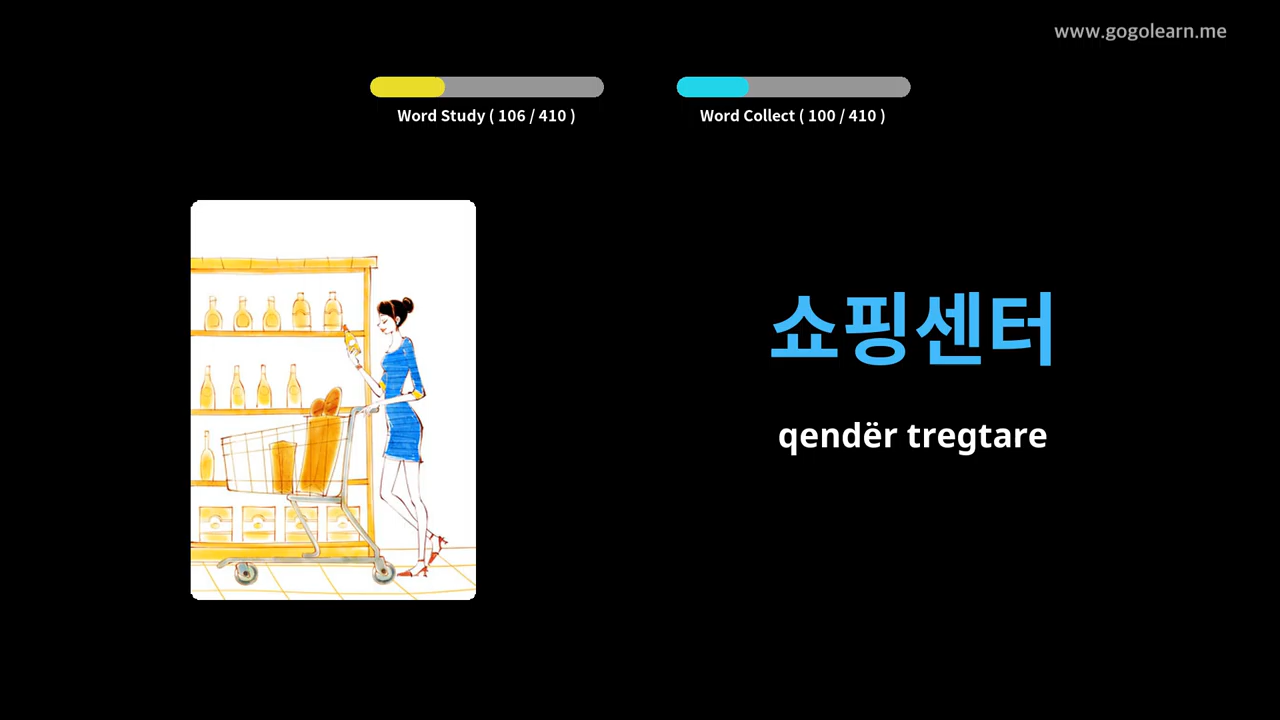 www.gogolearn.me
Word Study ( 106 / 410 )
Word Collect ( 100 / 410 )
쇼핑센터
qendër tregtare